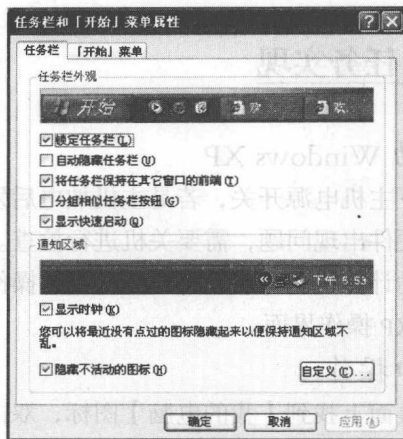 任务栏和「开始」菜单属性
任务栏 「开始」菜单
任务栏外观
开始
锁定任务栏(L)
自动隐藏任务栏(U)
将任务栏保持在其它窗口的前端(T)
分组相似任务栏按钮(G)
显示快速启动(Q)
通知区域
下午 5:53
显示时钟(K)
您可以将最近没有点过的图标隐藏起来以便保持通知区域不
乱。
隐藏不活动的图标(H)
自定义(C)...
确定 取消 应用(A)